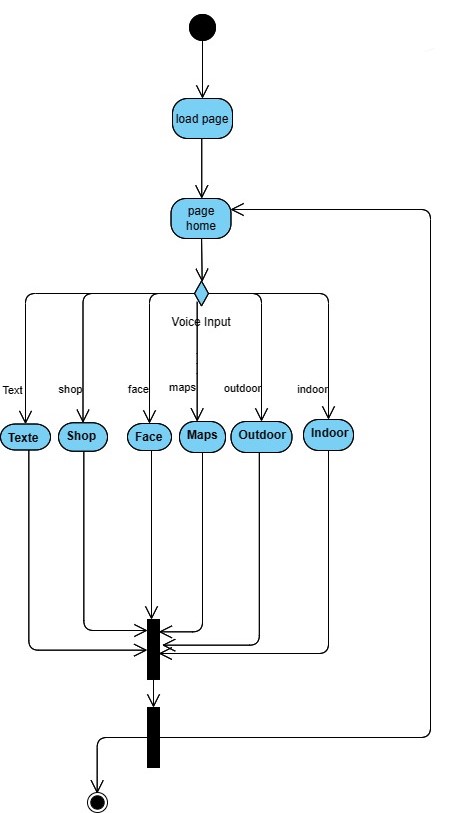 load page
page
home
Voice Input
Text
shop
face
maps
outdoor
indoor
Texte
Shop
Face
Maps
Outdoor
Indoor